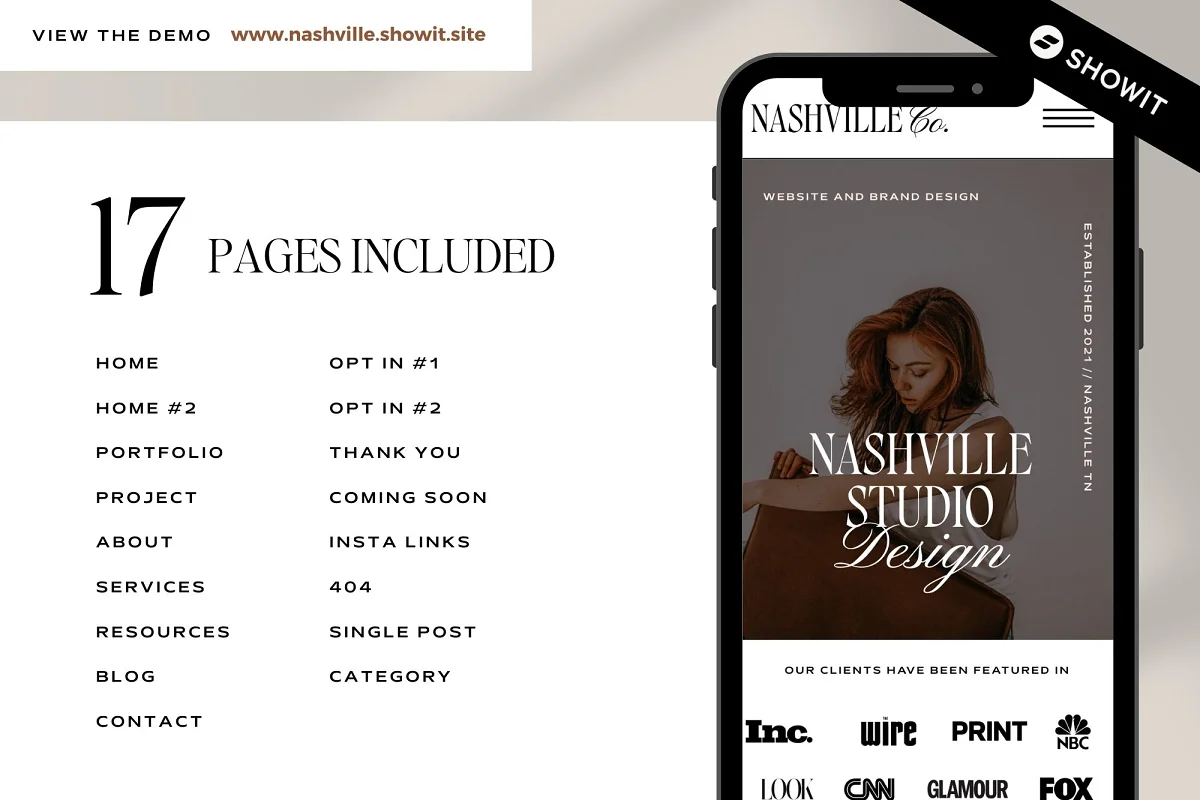 VIEW THE DEMO www.nashville.showit.site
SHOWIT
17 PAGES INCLUDED
HOME
HOME #2
PORTFOLIO
PROJECT
ABOUT
SERVICES
RESOURCES
BLOG
CONTACT
OPT IN #1
OPT IN #2
THANK YOU
COMING SOON
INSTA LINKS
404
SINGLE POST
CATEGORY
NASHVILLE Co.
WEBSITE AND BRAND DESIGN
ESTABLISHED 2021 // NASHVILLE TN
NASHVILLE
STUDIO
Design
OUR CLIENTS HAVE BEEN FEATURED IN
Inc. THE wire PRINT NBC
LOOK CNN GLAMOUR FOX